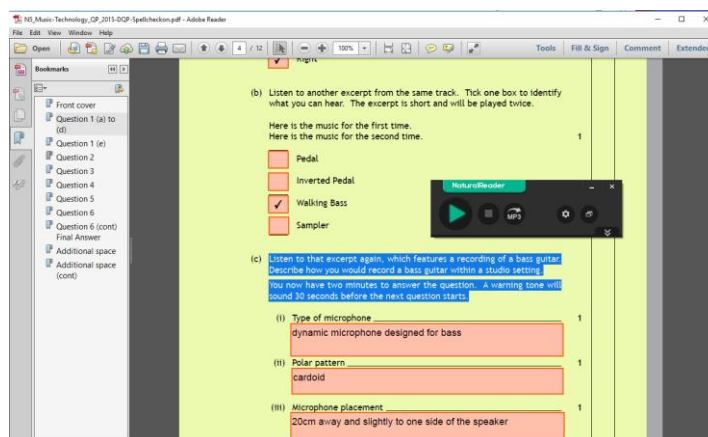 N5_Music-Technology_QP_2015-DQP-Spellcheckon.pdf - Adobe Reader
File Edit View Window Help
Open
4 / 12
100%
Tools Fill & Sign Comment Extended
Bookmarks
Front cover
Question 1 (a) to
(d)
Question 1 (e)
Question 2
Question 3
Question 4
Question 5
Question 6
Question 6 (cont)
Final Answer
Additional space
Additional space
(cont)
Right
(b) Listen to another excerpt from the same track. Tick one box to identify
what you can hear. The excerpt is short and will be played twice.
Here is the music for the first time.
Here is the music for the second time. 1
Pedal
Inverted Pedal
Walking Bass
Sampler
NaturalReader
MP3
(c) Listen to that excerpt again, which features a recording of a bass guitar.
Describe how you would record a bass guitar within a studio setting.
You now have two minutes to answer the question. A warning tone will
sound 30 seconds before the next question starts.
(i) Type of microphone 1
dynamic microphone designed for bass
(ii) Polar pattern 1
cardoid
(iii) Microphone placement 1
20cm away and slightly to one side of the speaker